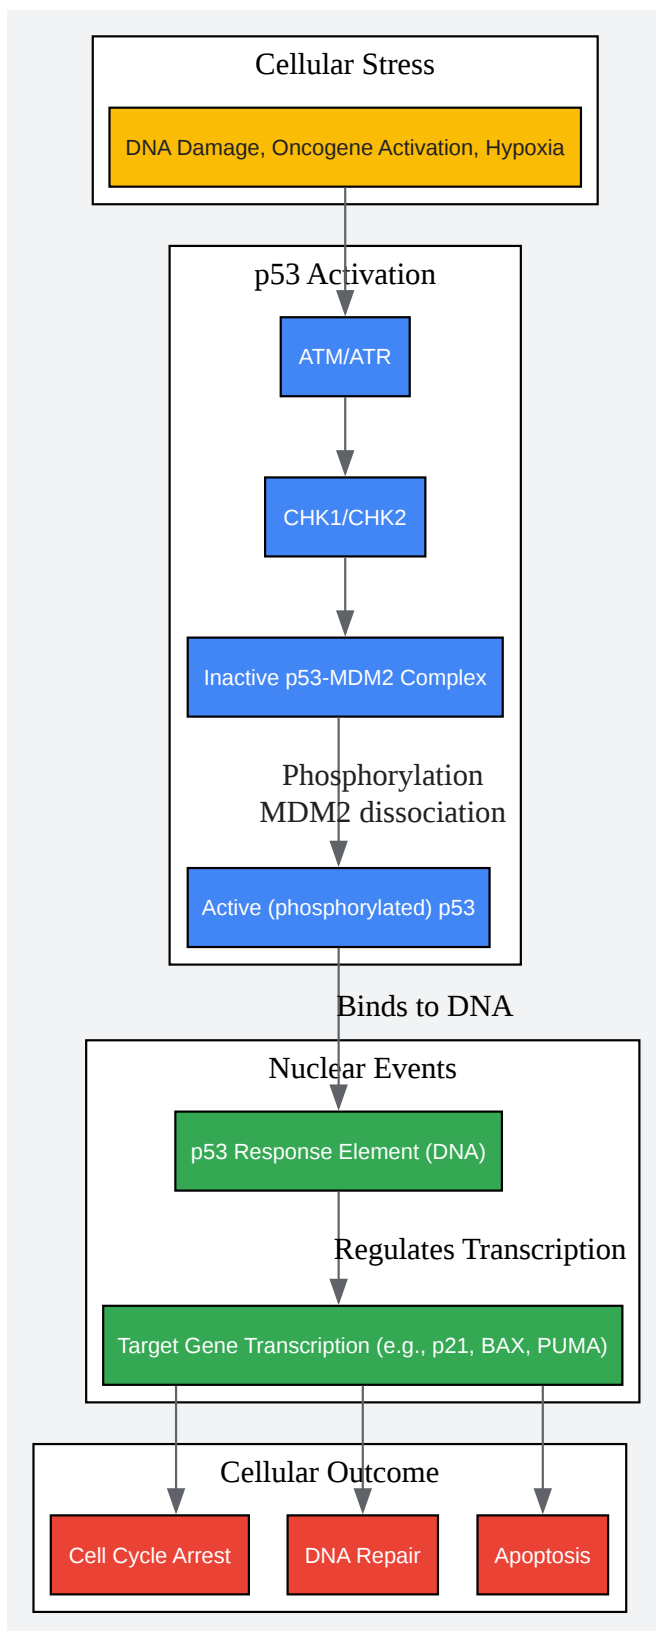 Cellular Stress
DNA Damage, Oncogene Activation, Hypoxia
p53 Activation
ATM/ATR
CHK1/CHK2
Inactive p53-MDM2 Complex
Phosphorylation
MDM2 dissociation
Active (phosphorylated) p53
Binds to DNA
Nuclear Events
p53 Response Element (DNA)
Regulates Transcription
Target Gene Transcription (e.g., p21, BAX, PUMA)
Cellular Outcome
Cell Cycle Arrest
DNA Repair
Apoptosis